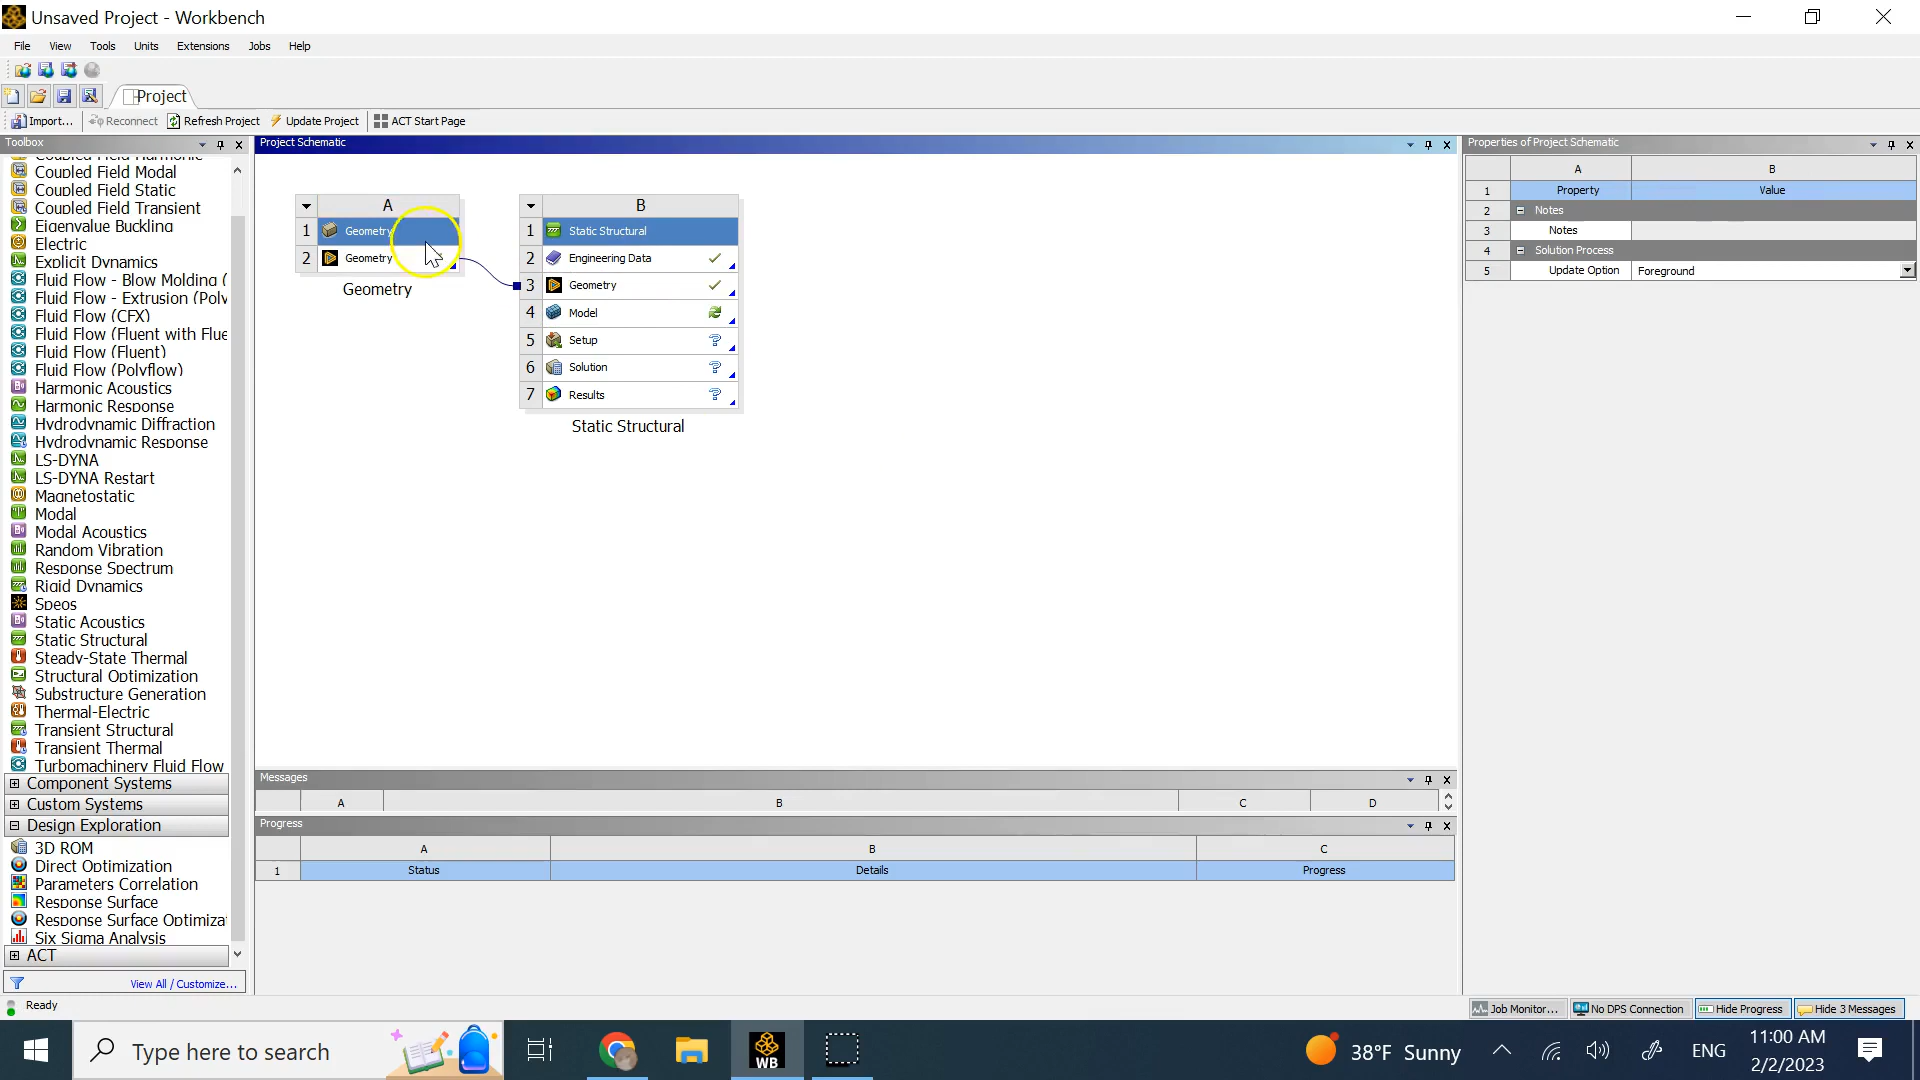 Unsaved Project - Workbench
File View Tools Units Extensions Jobs Help
Project
Import... Reconnect Refresh Project Update Project ACT Start Page
Toolbox
Coupled Field Harmonic
Coupled Field Modal
Coupled Field Static
Coupled Field Transient
Eigenvalue Buckling
Electric
Explicit Dynamics
Fluid Flow - Blow Molding (
Fluid Flow - Extrusion (Poly
Fluid Flow (CFX)
Fluid Flow (Fluent with Flue
Fluid Flow (Fluent)
Fluid Flow (Polyflow)
Harmonic Acoustics
Harmonic Response
Hydrodynamic Diffraction
Hydrodynamic Response
LS-DYNA
LS-DYNA Restart
Magnetostatic
Modal
Modal Acoustics
Random Vibration
Response Spectrum
Rigid Dynamics
Speos
Static Acoustics
Static Structural
Steady-State Thermal
Structural Optimization
Substructure Generation
Thermal-Electric
Transient Structural
Transient Thermal
Turbomachinery Fluid Flow
Component Systems
Custom Systems
Design Exploration
3D ROM
Direct Optimization
Parameters Correlation
Response Surface
Response Surface Optimiza
Six Sigma Analysis
ACT
View All / Customize...
Project Schematic
A
1 Geometry
2 Geometry
Geometry
B
1 Static Structural
2 Engineering Data
3 Geometry
4 Model
5 Setup
6 Solution
7 Results
Static Structural
Messages
A B C D
Progress
A B C
1 Status Details Progress
Properties of Project Schematic
A B
1 Property Value
2 Notes
3 Notes
4 Solution Process
5 Update Option Foreground
Ready
Job Monitor... No DPS Connection Hide Progress Hide 3 Messages
Type here to search
WB
38°F Sunny
ENG
11:00 AM
2/2/2023